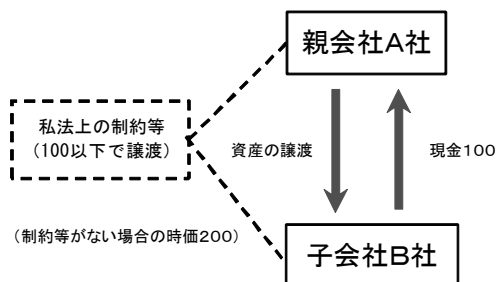 親会社A社
私法上の制約等
（100以下で譲渡）
資産の譲渡
現金100
（制約等がない場合の時価200）
子会社B社